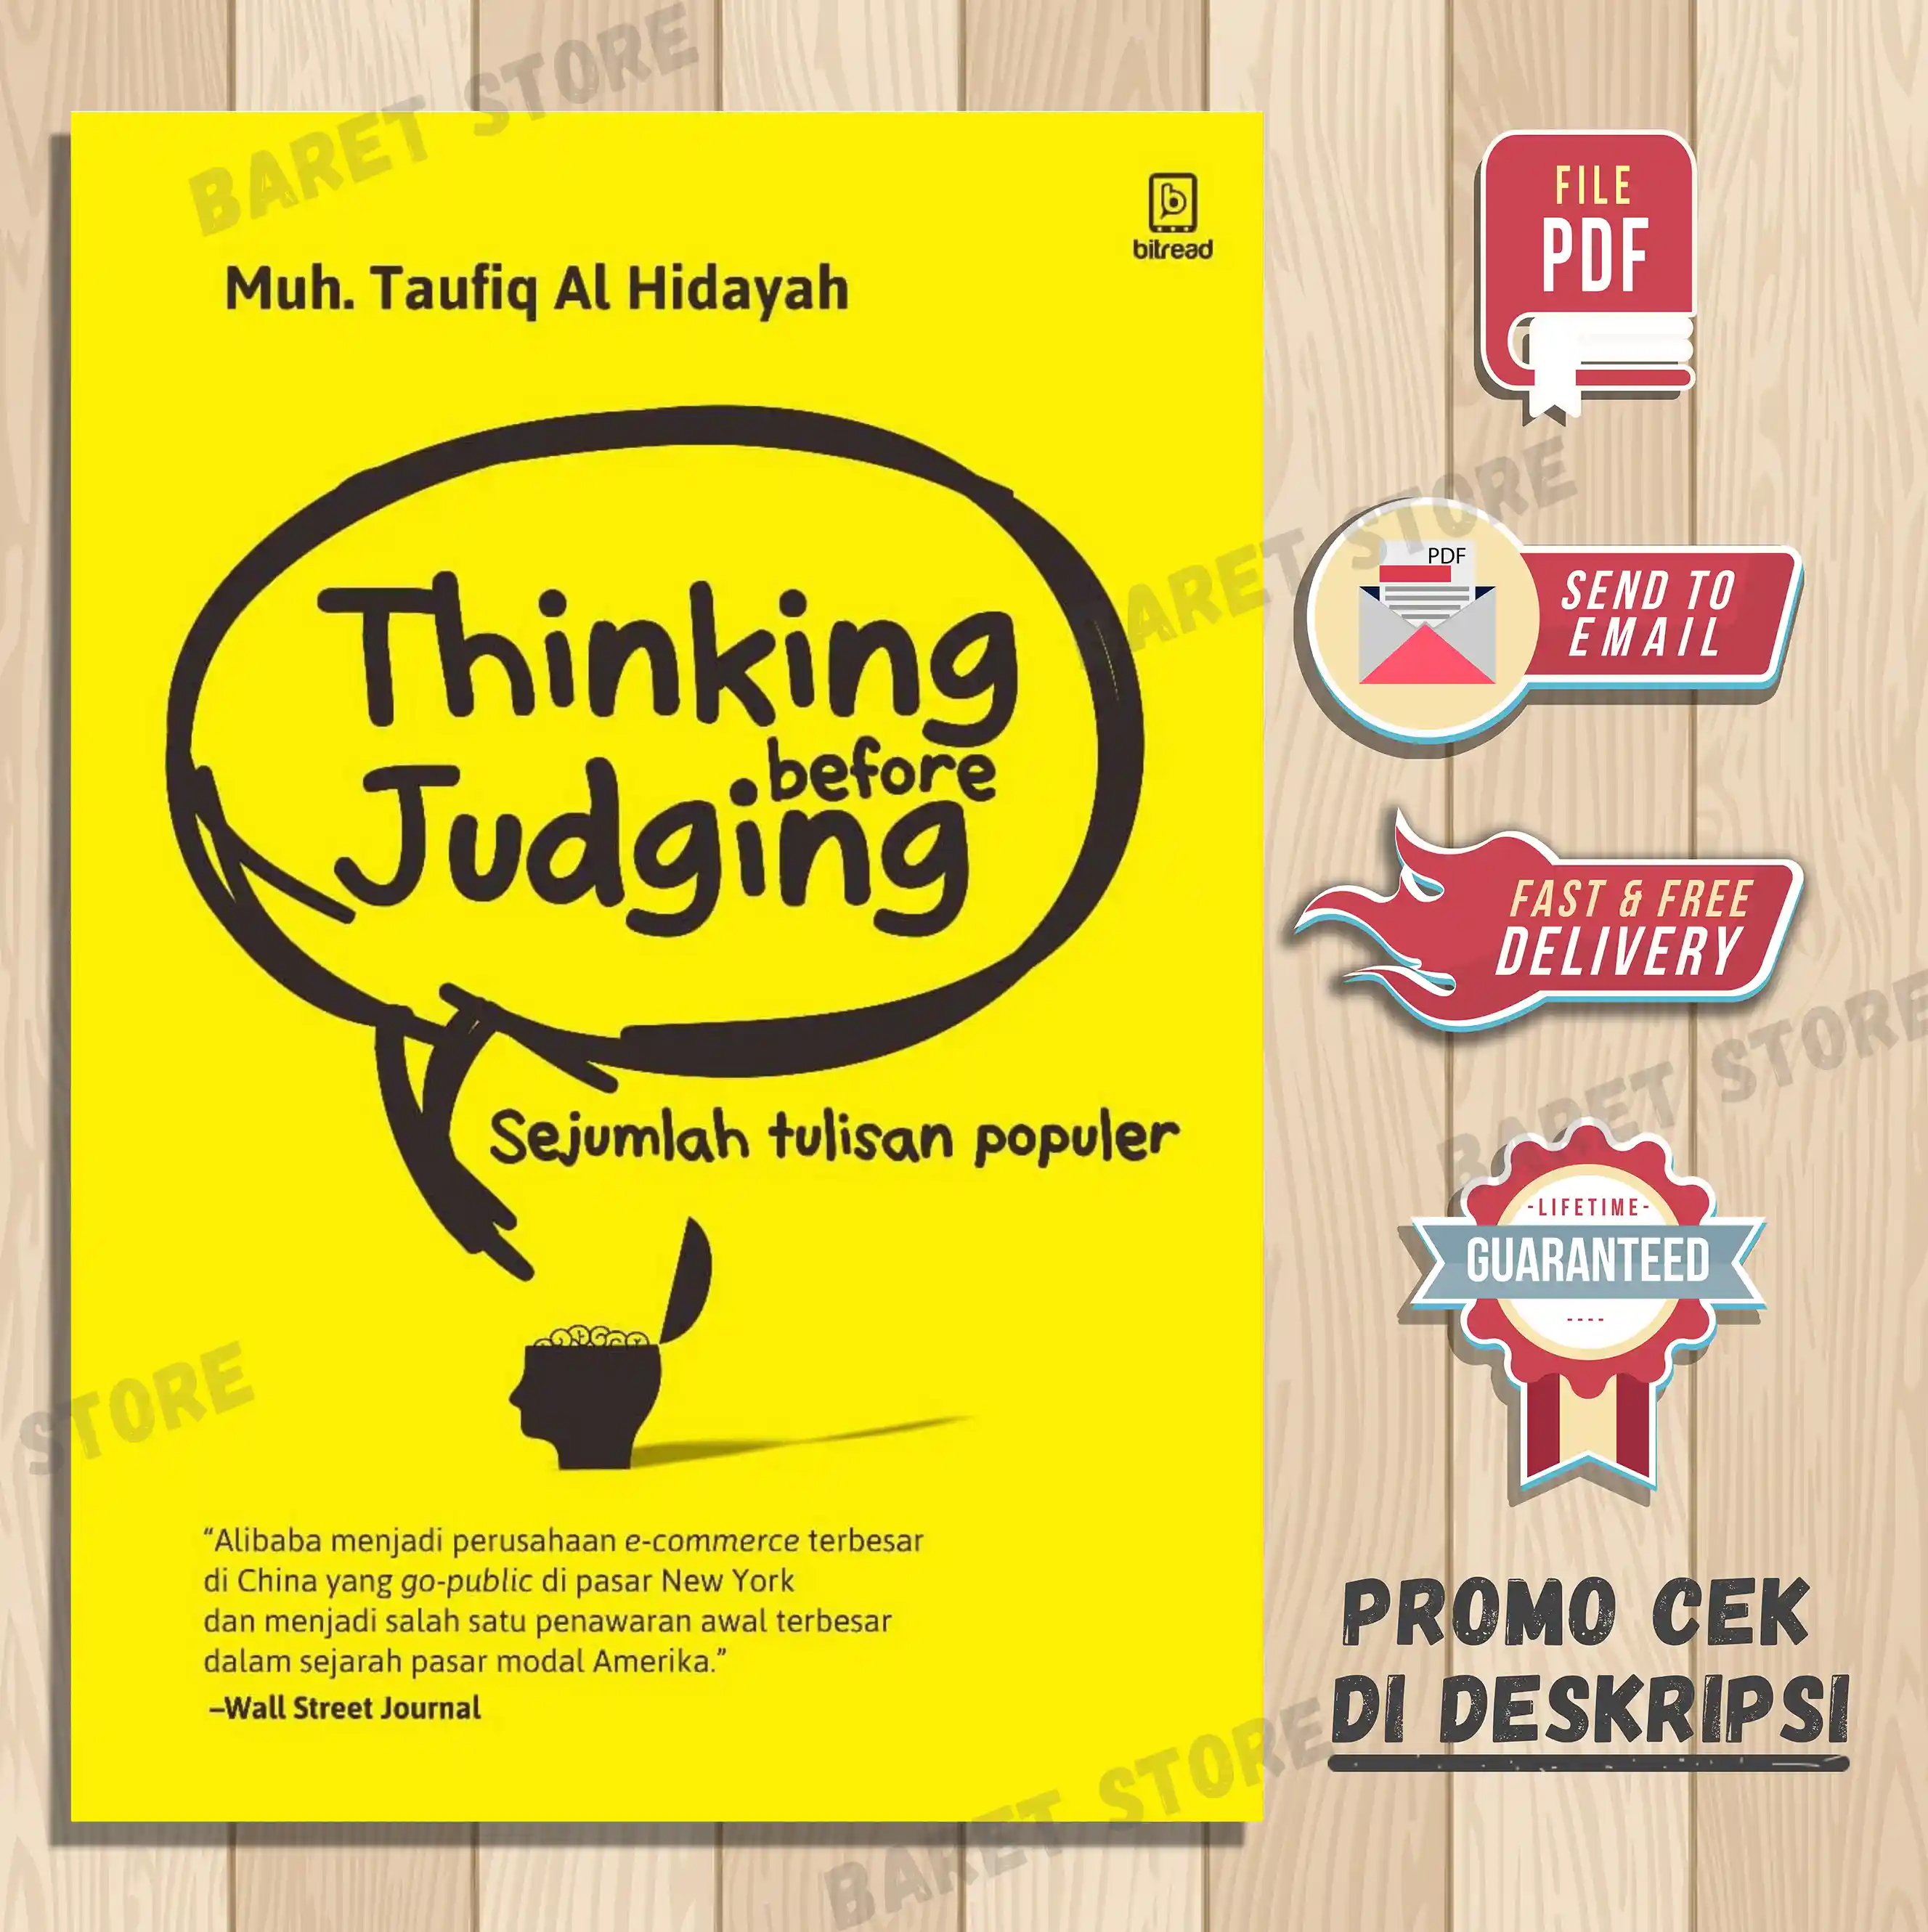 BARET STORE
bitread
Muh. Taufiq Al Hidayah
Thinking
before
Judging
Sejumlah tulisan populer
“Alibaba menjadi perusahaan e-commerce terbesar
di China yang go-public di pasar New York
dan menjadi salah satu penawaran awal terbesar
dalam sejarah pasar modal Amerika.”
–Wall Street Journal
FILE
PDF
BARET STORE
PDF
SEND TO
EMAIL
FAST & FREE
DELIVERY
BARET STORE
-LIFETIME-
GUARANTEED
----
STORE
PROMO CEK
DI DESKRIPSI
BARET STORE